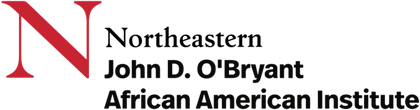 N Northeastern
John D. O'Bryant
African American Institute